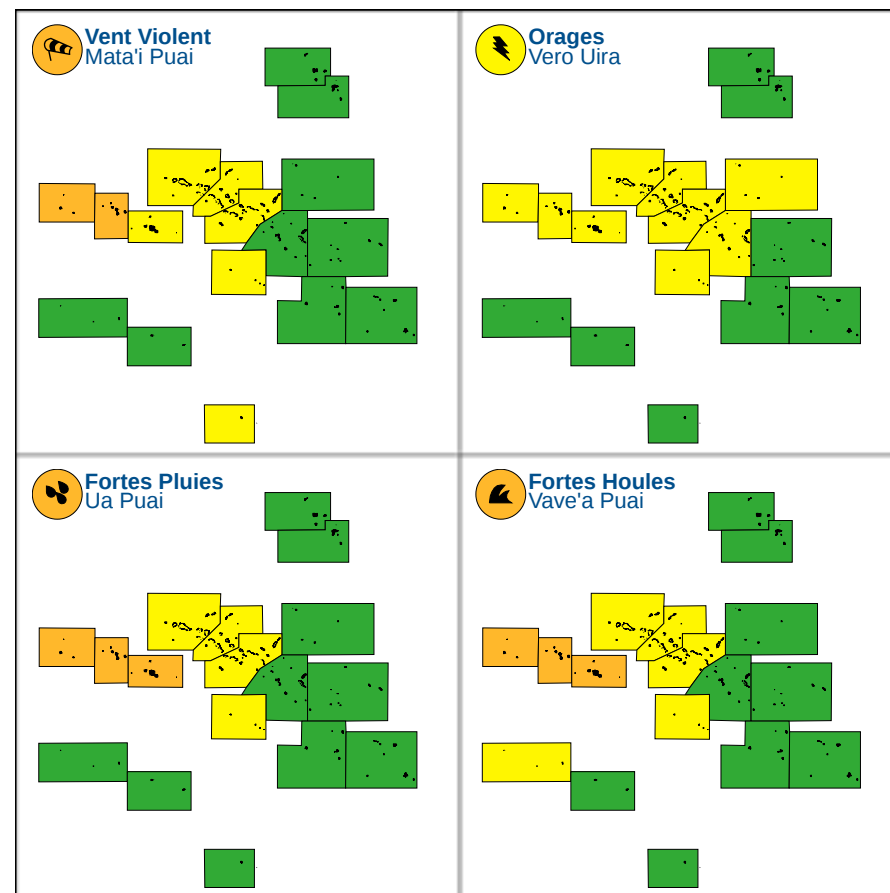 Vent Violent
Mata'i Puai
Orages
Vero Uira
Fortes Pluies
Ua Puai
Fortes Houles
Vave'a Puai